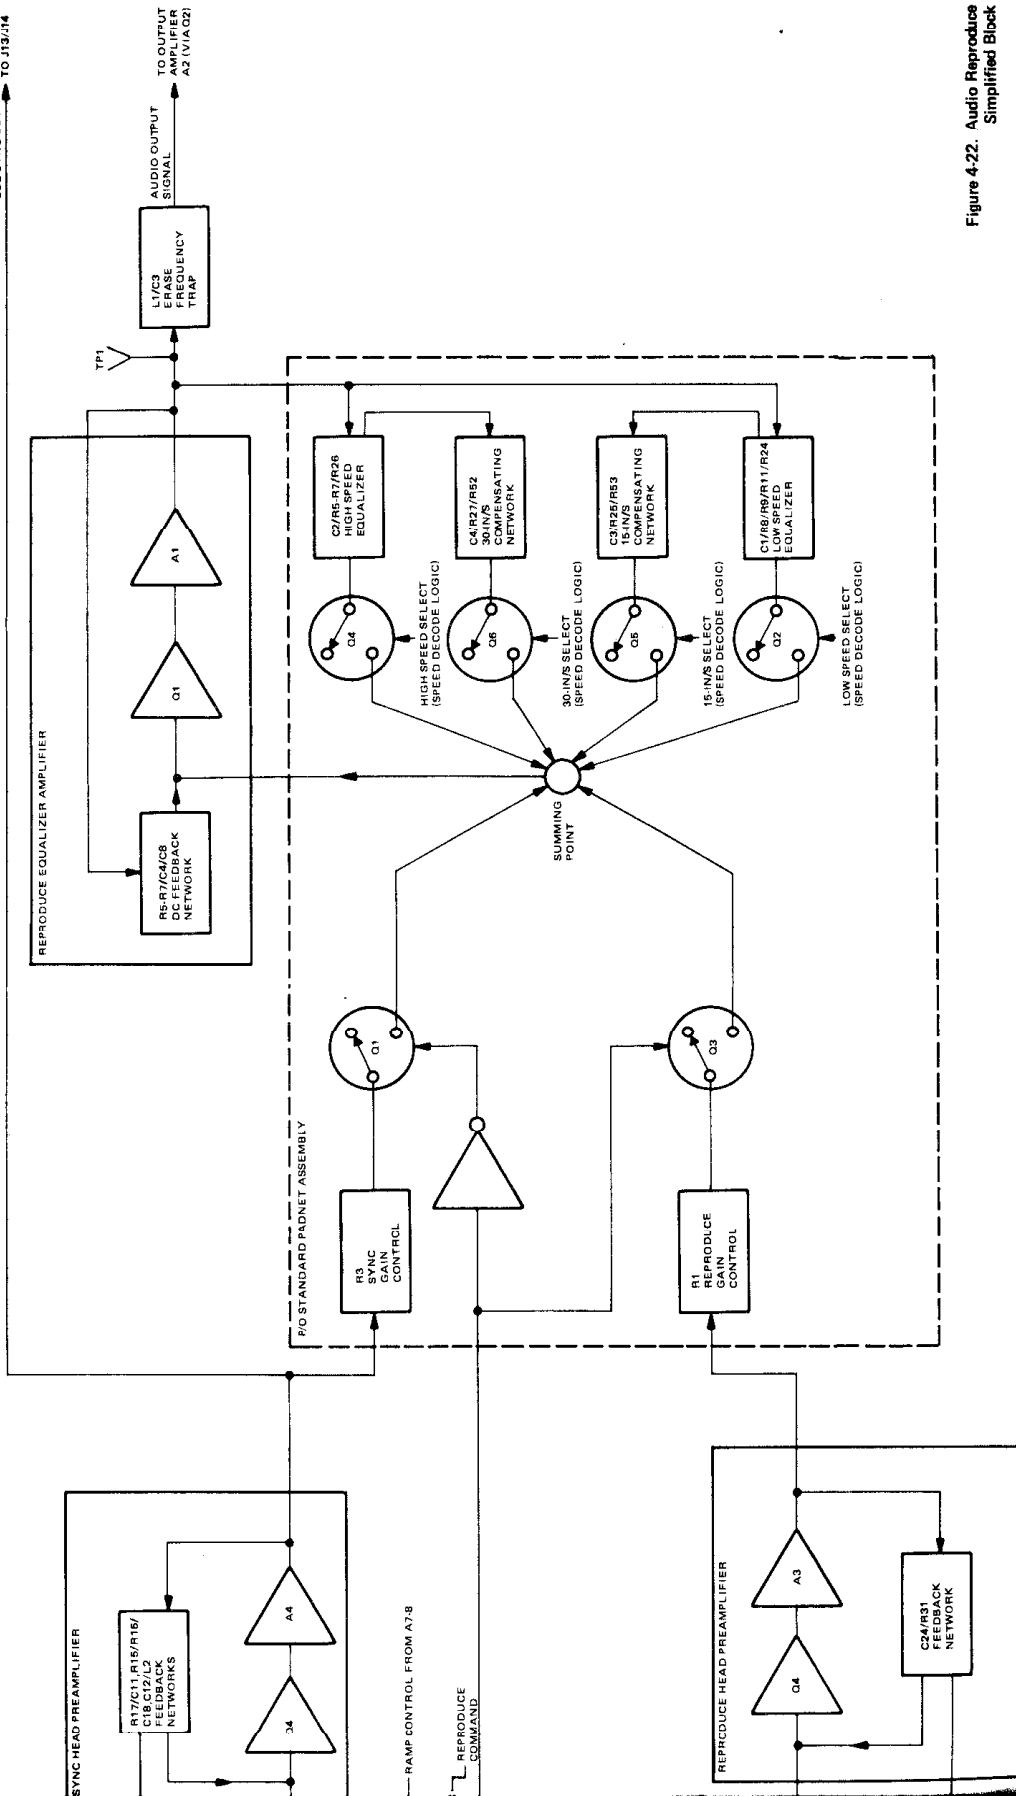 TO J13/J14
TO OUTPUT
AMPLIFIER
A2 (VIA Q2)
AUDIO OUTPUT
SIGNAL
L1/C3
ERASE
FREQUENCY
TRAP
TP1
REPRODUCE EQUALIZER AMPLIFIER
A1
Q1
R5-R7/C4/C8
DC FEEDBACK
NETWORK
C2/R5-R7/R26
HIGH SPEED
EQUALIZER
C4/R27/R52
30-IN/S
COMPENSATING
NETWORK
C3/R25/R53
15-IN/S
COMPENSATING
NETWORK
C1/R8/R9/R11/R24
LOW SPEED
EQUALIZER
Q4
Q6
Q5
Q2
HIGH SPEED SELECT
(SPEED DECODE LOGIC)
30-IN/S SELECT
(SPEED DECODE LOGIC)
15-IN/S SELECT
(SPEED DECODE LOGIC)
LOW SPEED SELECT
(SPEED DECODE LOGIC)
SUMMING
POINT
Q1
Q3
P/O STANDARD PADNET ASSEMBLY
R3
SYNC
GAIN
CONTROL
R1
REPRODUCE
GAIN
CONTROL
SYNC HEAD PREAMPLIFIER
R17/C11,R15/R16/
C18,C12/L2
FEEDBACK
NETWORKS
A4
Q4
RAMP CONTROL FROM A7-8
REPRODUCE
COMMAND
REPRODUCE HEAD PREAMPLIFIER
A3
Q4
C24/R31
FEEDBACK
NETWORK
Figure 4-22. Audio Reproduce
Simplified Block